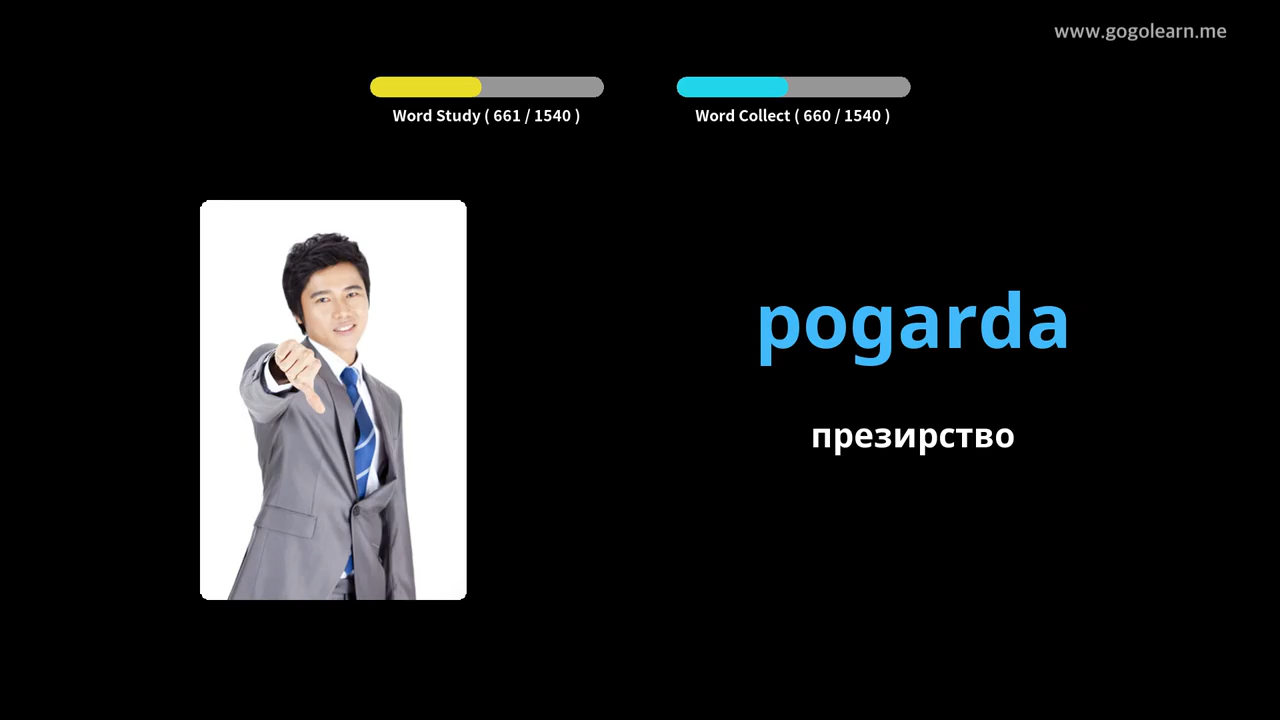 www.gogolearn.me
Word Study ( 661 / 1540 )
Word Collect ( 660 / 1540 )
pogarda
презирство